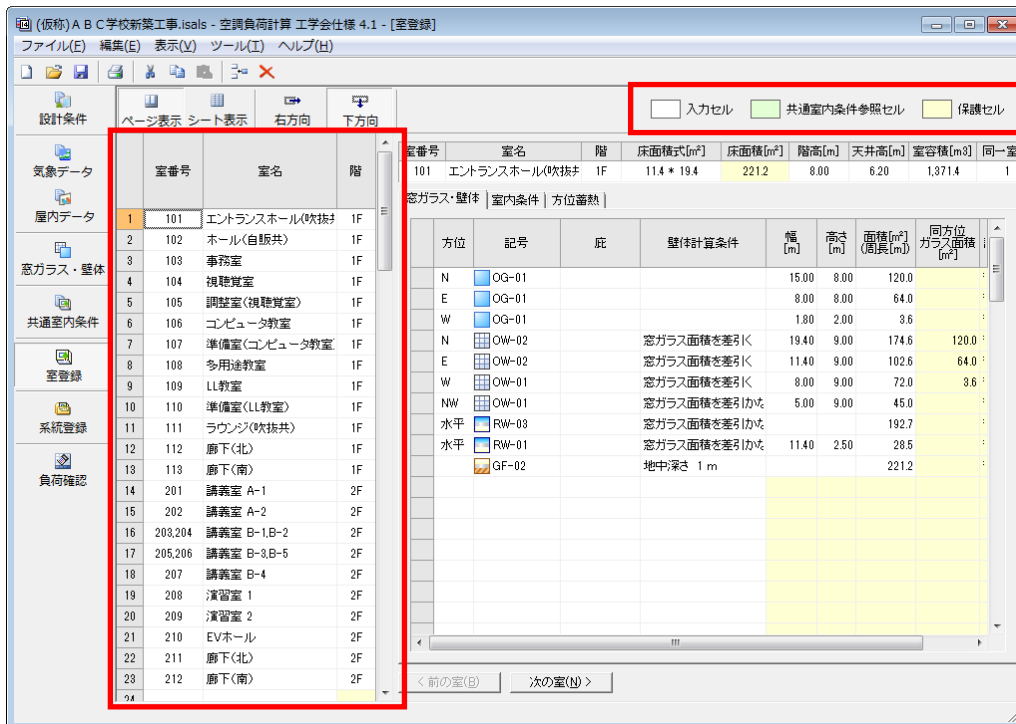 (仮称)ＡＢＣ学校新築工事.isals - 空調負荷計算 工学会仕様 4.1 - [室登録]
ファイル(F) 編集(E) 表示(V) ツール(T) ヘルプ(H)
設計条件
気象データ
屋内データ
窓ガラス・壁体
共通室内条件
室登録
系統登録
負荷確認
ページ表示 シート表示 右方向 下方向
入力セル 共通室内条件参照セル 保護セル
室番号 室名 階
1 101 エントランスホール(吹抜共 1F
2 102 ホール(自販共) 1F
3 103 事務室 1F
4 104 視聴覚室 1F
5 105 調整室(視聴覚室) 1F
6 106 コンピュータ教室 1F
7 107 準備室(コンピュータ教室 1F
8 108 多用途教室 1F
9 109 LL教室 1F
10 110 準備室(LL教室) 1F
11 111 ラウンジ(吹抜共) 1F
12 112 廊下(北) 1F
13 113 廊下(南) 1F
14 201 講義室 A-1 2F
15 202 講義室 A-2 2F
16 203,204 講義室 B-1,B-2 2F
17 205,206 講義室 B-3,B-5 2F
18 207 講義室 B-4 2F
19 208 演習室 1 2F
20 209 演習室 2 2F
21 210 EVホール 2F
22 211 廊下(北) 2F
23 212 廊下(南) 2F
24
室番号 室名 階 床面積式[㎡] 床面積[㎡] 階高[m] 天井高[m] 室容積[m3] 同一室
101 エントランスホール(吹抜共 1F 11.4 * 19.4 221.2 8.00 6.20 1,371.4 1
窓ガラス・壁体 室内条件 方位蓄熱
方位 記号 庇 壁体計算条件 幅[m] 高さ[m] 面積[㎡](周長[m]) 同方位ガラス面積[㎡]
N OG-01 15.00 8.00 120.0
E OG-01 8.00 8.00 64.0
W OG-01 1.80 2.00 3.6
N OW-02 窓ガラス面積を差引く 19.40 9.00 174.6 120.0
E OW-02 窓ガラス面積を差引く 11.40 9.00 102.6 64.0
W OW-01 窓ガラス面積を差引く 8.00 9.00 72.0 3.6
NW OW-01 窓ガラス面積を差引かな 5.00 9.00 45.0
水平 RW-03 窓ガラス面積を差引かな 192.7
水平 RW-01 窓ガラス面積を差引かな 11.40 2.50 28.5
GF-02 地中深さ 1 m 221.2
< 前の室(B) 次の室(N) >